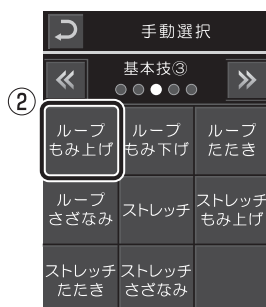 手動選択
基本技③
②
ループ
もみ上げ
ループ
もみ下げ
ループ
たたき
ループ
さざなみ
ストレッチ
ストレッチ
もみ上げ
ストレッチ
たたき
ストレッチ
さざなみ